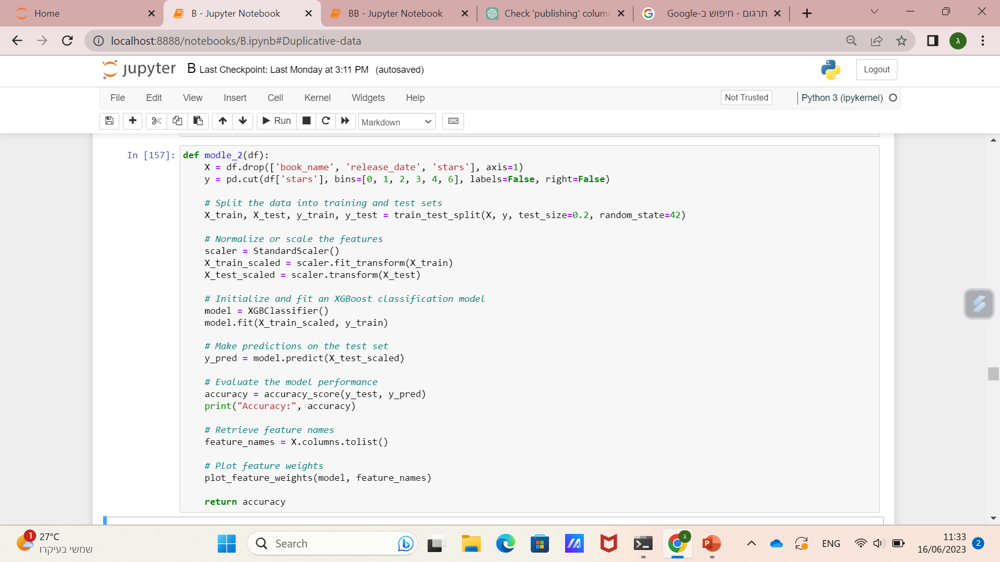 Home
B - Jupyter Notebook
BB - Jupyter Notebook
Check 'publishing' column
תרגום - חיפוש ב-Google
localhost:8888/notebooks/B.ipynb#Duplicative-data
ג
jupyter B Last Checkpoint: Last Monday at 3:11 PM (autosaved)
Logout
File Edit View Insert Cell Kernel Widgets Help
Not Trusted
Python 3 (ipykernel)
Run
Markdown
In [157]: def modle_2(df):
    X = df.drop(['book_name', 'release_date', 'stars'], axis=1)
    y = pd.cut(df['stars'], bins=[0, 1, 2, 3, 4, 6], labels=False, right=False)
    # Split the data into training and test sets
    X_train, X_test, y_train, y_test = train_test_split(X, y, test_size=0.2, random_state=42)
    # Normalize or scale the features
    scaler = StandardScaler()
    X_train_scaled = scaler.fit_transform(X_train)
    X_test_scaled = scaler.transform(X_test)
    # Initialize and fit an XGBoost classification model
    model = XGBClassifier()
    model.fit(X_train_scaled, y_train)
    # Make predictions on the test set
    y_pred = model.predict(X_test_scaled)
    # Evaluate the model performance
    accuracy = accuracy_score(y_test, y_pred)
    print("Accuracy:", accuracy)
    # Retrieve feature names
    feature_names = X.columns.tolist()
    # Plot feature weights
    plot_feature_weights(model, feature_names)
    return accuracy
1
27°C
שמשי בעיקרו
Search
P
ג
ENG
11:33
16/06/2023
2